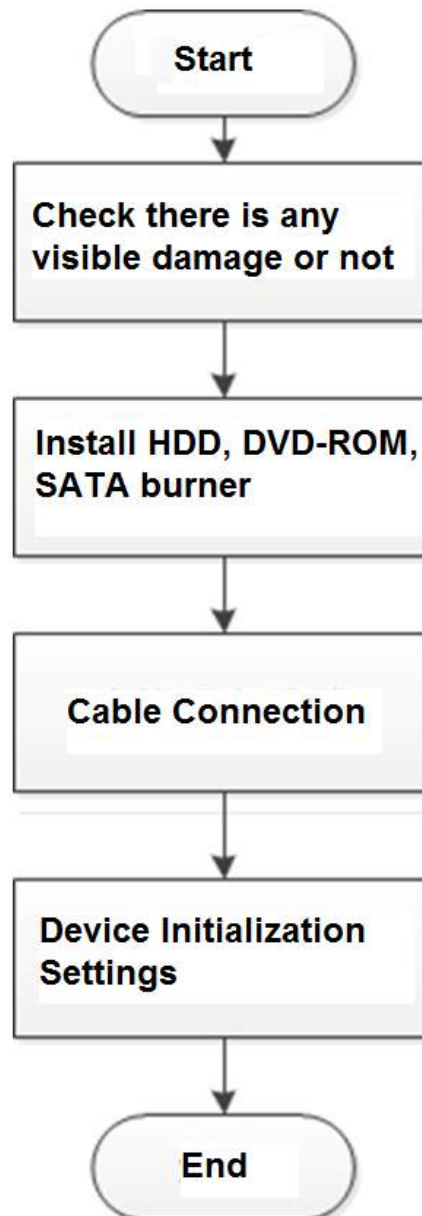 Start
Check there is any
visible damage or not
Install HDD, DVD-ROM,
SATA burner
Cable Connection
Device Initialization
Settings
End